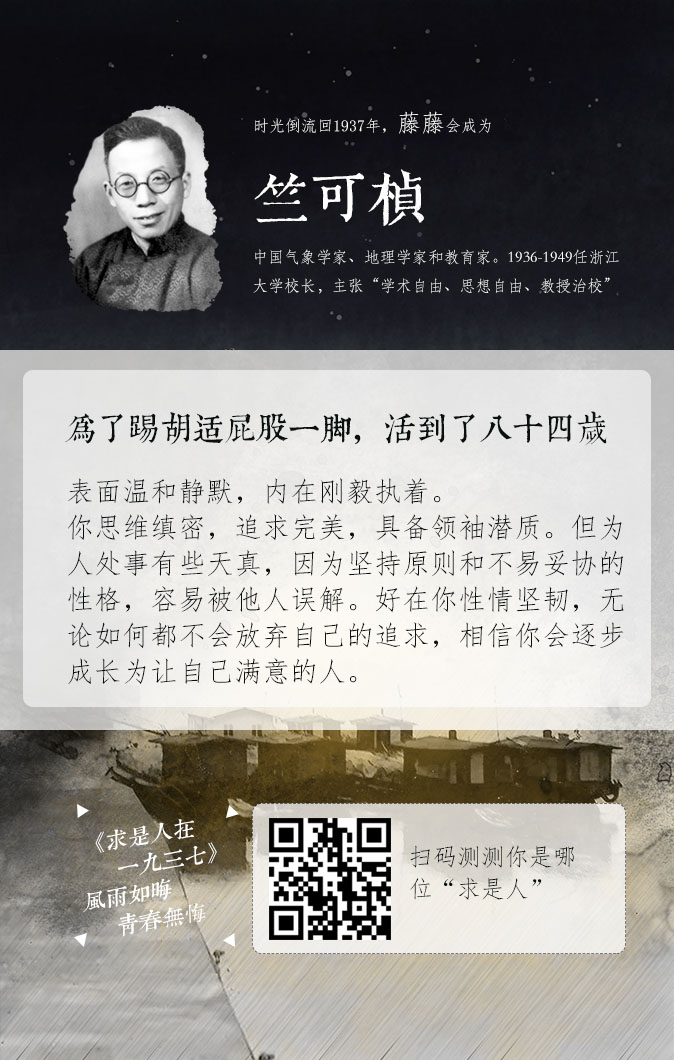 时光倒流回1937年，藤藤会成为
竺可楨
中国气象学家、地理学家和教育家。1936-1949任浙江
大学校长，主张“学术自由、思想自由、教授治校”
爲了踢胡适屁股一脚，活到了八十四歲
表面温和静默，内在刚毅执着。
你思维缜密，追求完美，具备领袖潜质。但为
人处事有些天真，因为坚持原则和不易妥协的
性格，容易被他人误解。好在你性情坚韧，无
论如何都不会放弃自己的追求，相信你会逐步
成长为让自己满意的人。
《求是人在
一九三七》
風雨如晦
青春無悔
扫码测测你是哪
位“求是人”